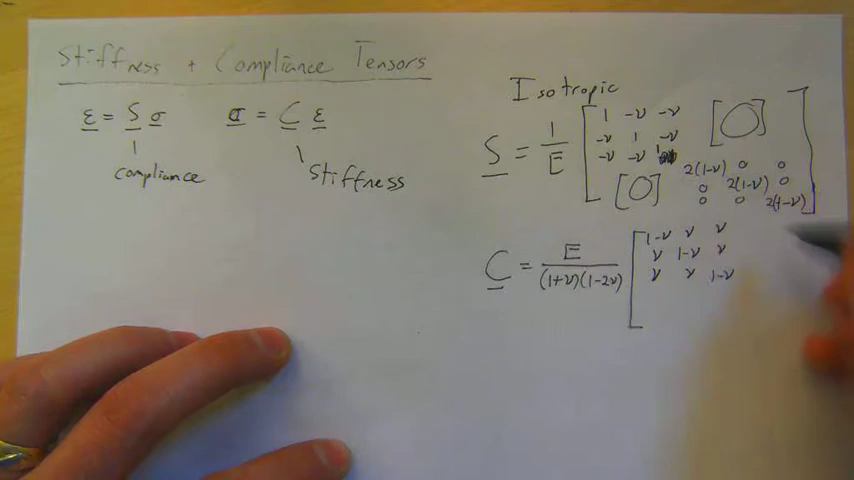 Stiffness + Compliance Tensors
ε = S σ    σ = C ε
compliance
stiffness
Isotropic
S = 1/E [
1 -ν -ν [0]
-ν 1 -ν
-ν -ν 1
[0] 2(1-ν) 0 0
0 2(1-ν) 0
0 0 2(1-ν) ]
C = E/((1+ν)(1-2ν)) [
1-ν ν ν
ν 1-ν ν
ν ν 1-ν